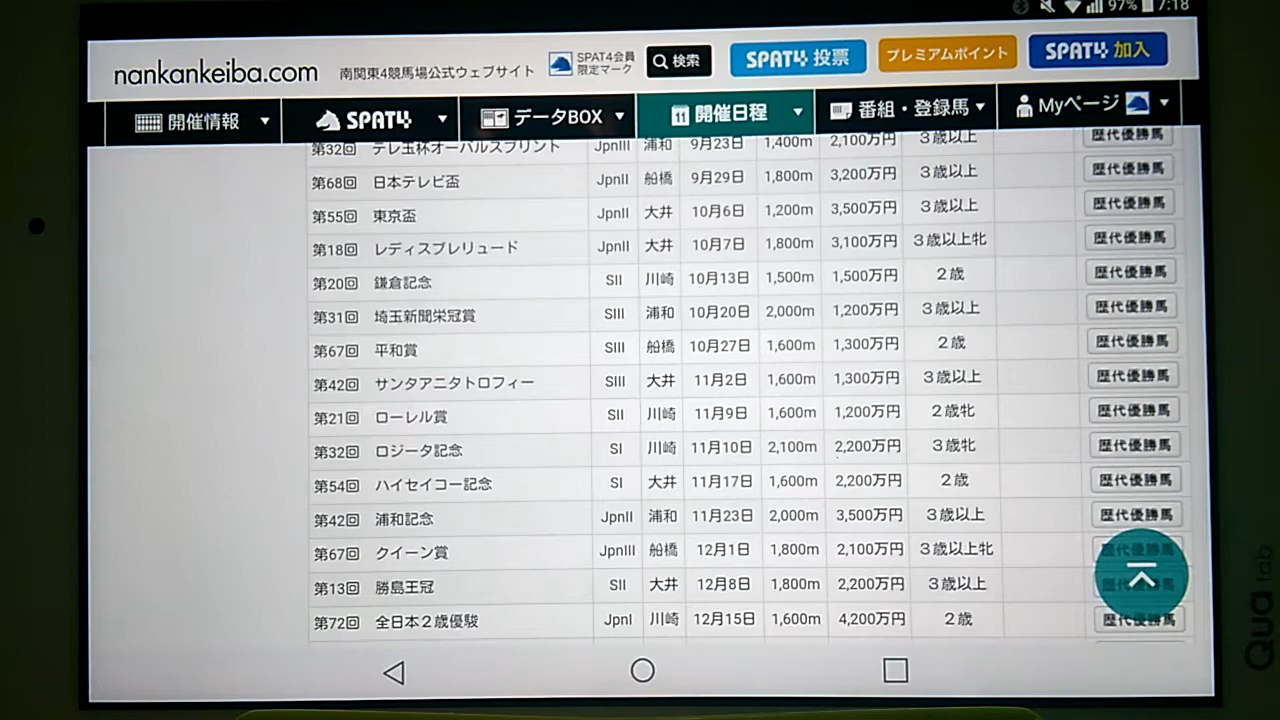 97% 7:18
nankankeiba.com 南関東4競馬場公式ウェブサイト SPAT4会員限定マーク 検索 SPAT4 投票 プレミアムポイント SPAT4 加入
開催情報 SPAT4 データBOX 11 開催日程 番組・登録馬 Myページ
第32回 テレ玉杯オーバルスプリント JpnIII 浦和 9月23日 1,400m 2,100万円 3歳以上 歴代優勝馬
第68回 日本テレビ盃 JpnII 船橋 9月29日 1,800m 3,200万円 3歳以上 歴代優勝馬
第55回 東京盃 JpnII 大井 10月6日 1,200m 3,500万円 3歳以上 歴代優勝馬
第18回 レディスプレリュード JpnII 大井 10月7日 1,800m 3,100万円 3歳以上牝 歴代優勝馬
第20回 鎌倉記念 SII 川崎 10月13日 1,500m 1,500万円 2歳 歴代優勝馬
第31回 埼玉新聞栄冠賞 SIII 浦和 10月20日 2,000m 1,200万円 3歳以上 歴代優勝馬
第67回 平和賞 SIII 船橋 10月27日 1,600m 1,300万円 2歳 歴代優勝馬
第42回 サンタアニタトロフィー SIII 大井 11月2日 1,600m 1,300万円 3歳以上 歴代優勝馬
第21回 ローレル賞 SII 川崎 11月9日 1,600m 1,200万円 2歳牝 歴代優勝馬
第32回 ロジータ記念 SI 川崎 11月10日 2,100m 2,200万円 3歳牝 歴代優勝馬
第54回 ハイセイコー記念 SI 大井 11月17日 1,600m 2,200万円 2歳 歴代優勝馬
第42回 浦和記念 JpnII 浦和 11月23日 2,000m 3,500万円 3歳以上 歴代優勝馬
第67回 クイーン賞 JpnIII 船橋 12月1日 1,800m 2,100万円 3歳以上牝 歴代優勝馬
第13回 勝島王冠 SII 大井 12月8日 1,800m 2,200万円 3歳以上 歴代優勝馬
第72回 全日本2歳優駿 JpnI 川崎 12月15日 1,600m 4,200万円 2歳 歴代優勝馬
Qua tab